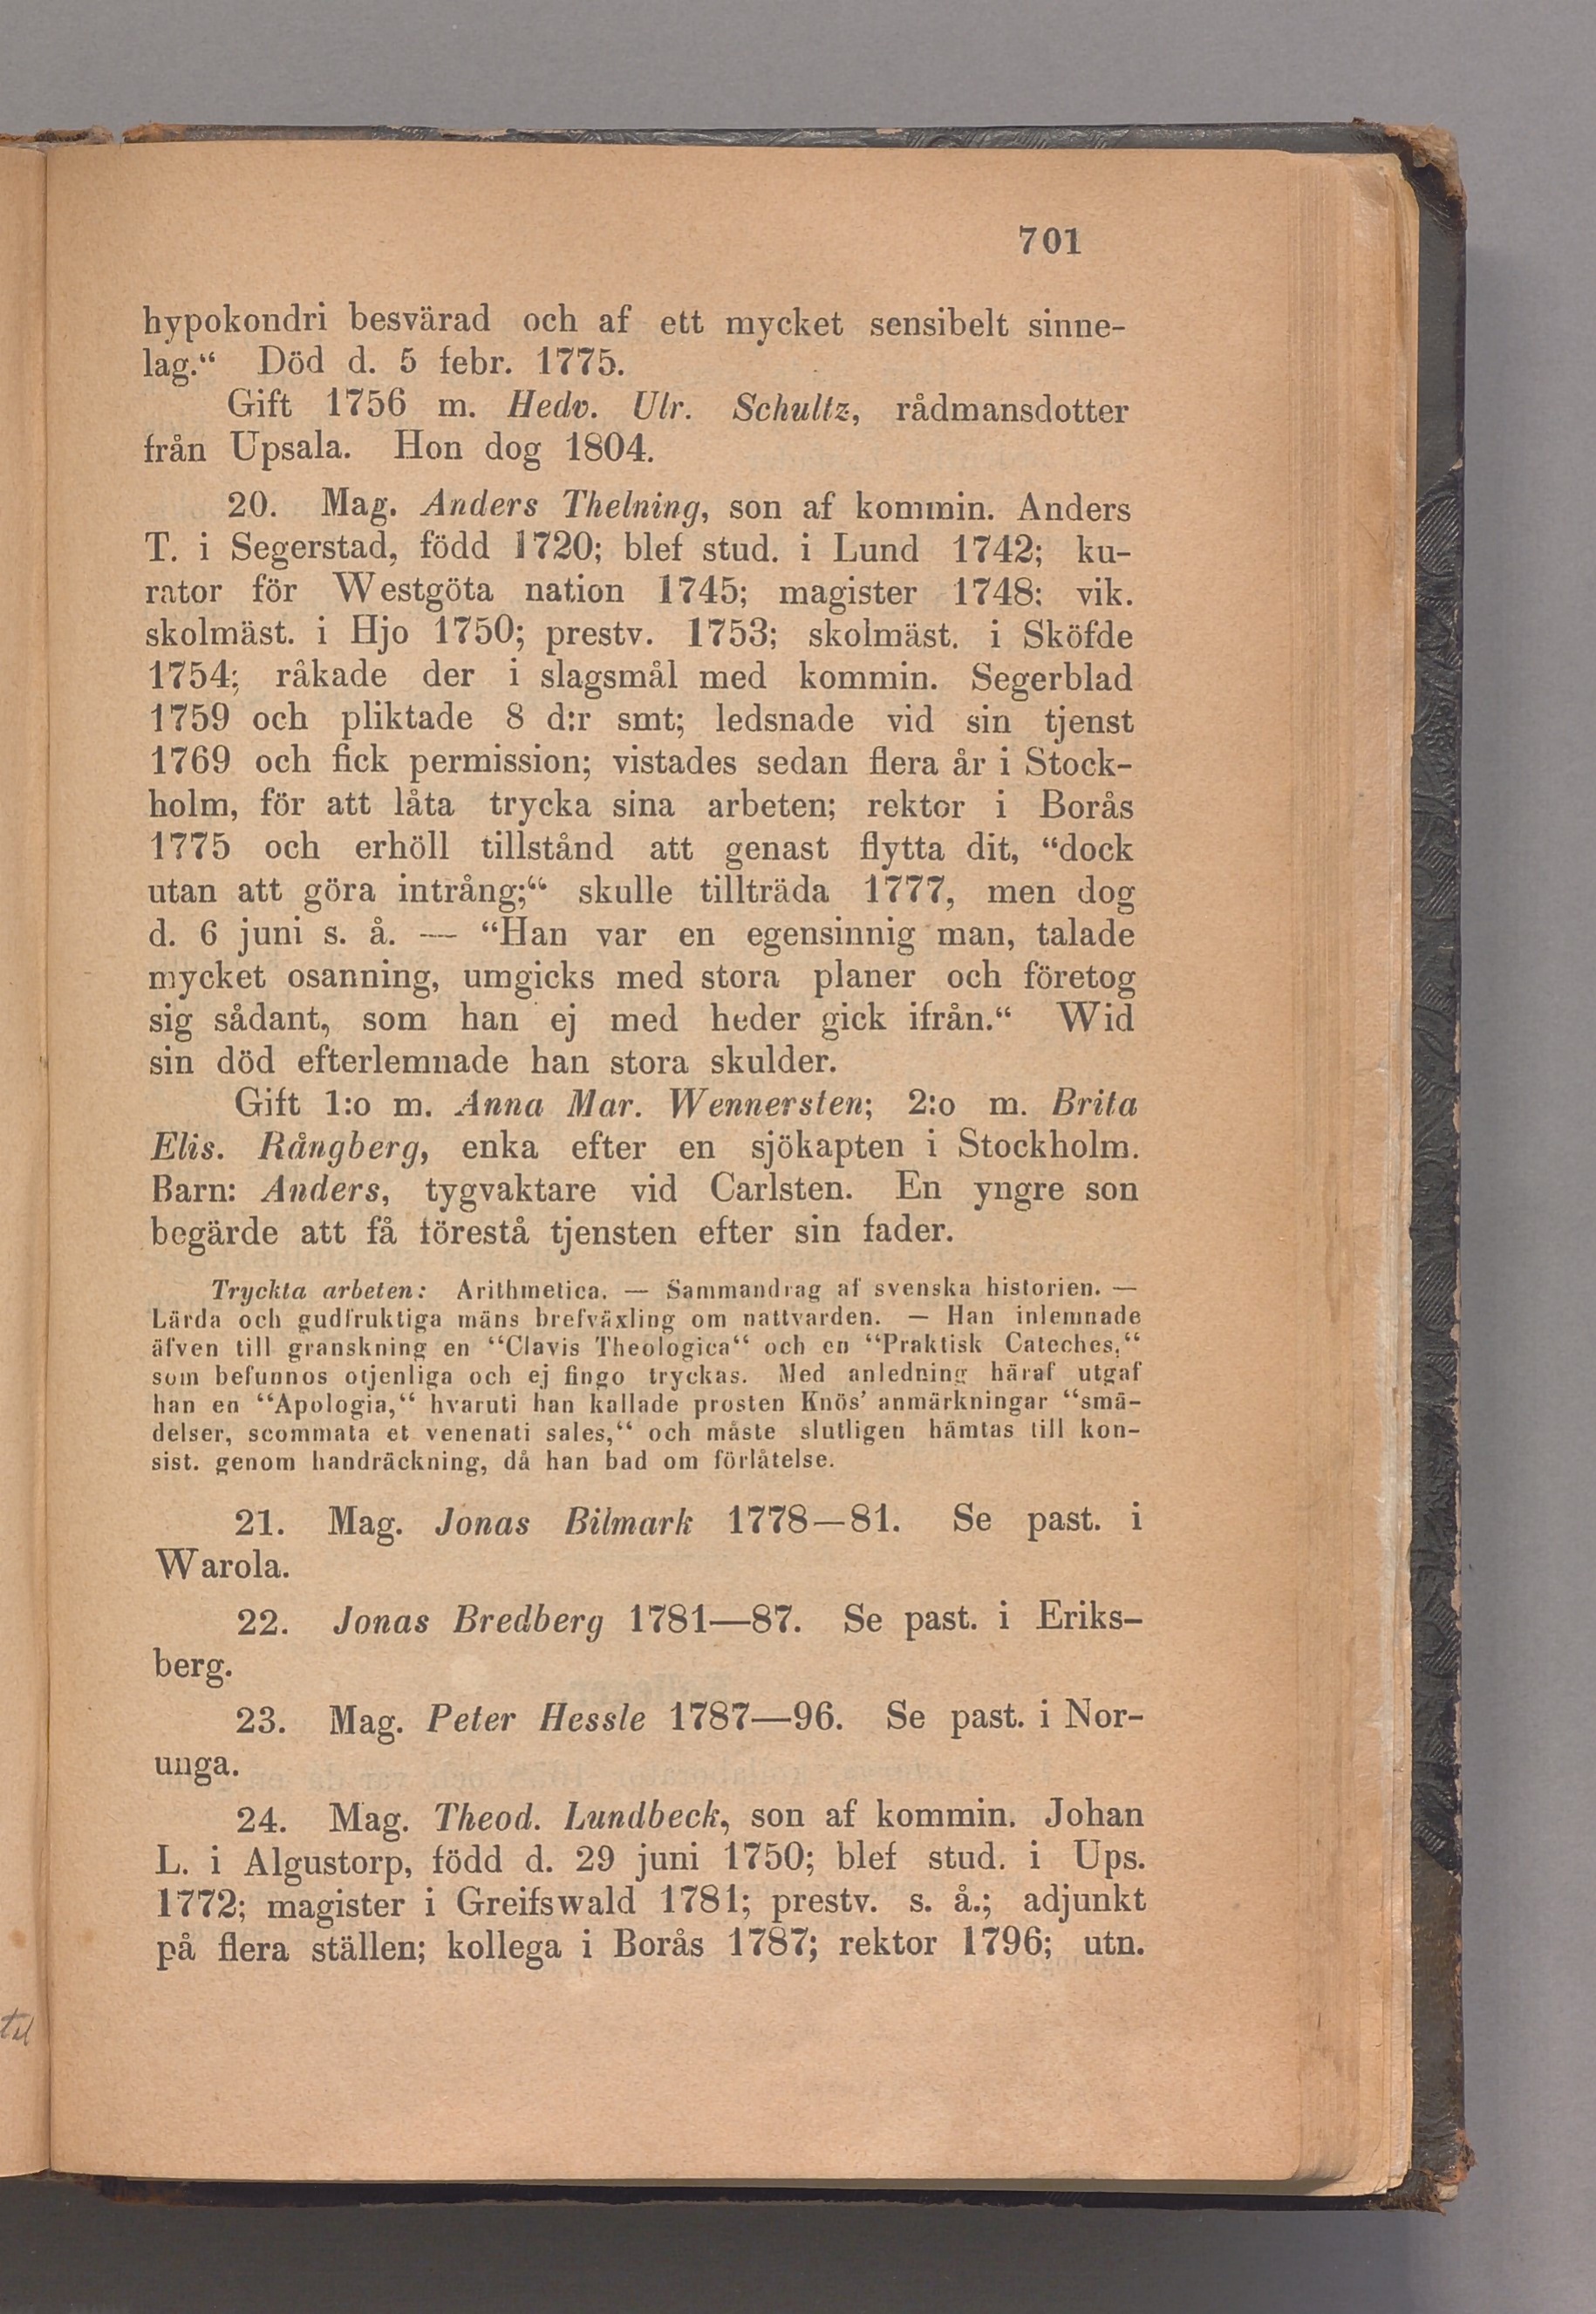 701
hypokondri besvärad och af ett mycket sensibelt sinne-
lag.“ Död d. 5 febr. 1775.
Gift 1756 m. Hedv. Ulr. Schultz, rådmansdotter
från Upsala. Hon dog 1804.
20. Mag. Anders Thelning, son af kommin. Anders
T. i Segerstad, född 1720; blef stud. i Lund 1742; ku-
rator för Westgöta nation 1745; magister 1748; vik.
skolmäst. i Hjo 1750; prestv. 1753; skolmäst. i Sköfde
1754; råkade der i slagsmål med kommin. Segerblad
1759 och pliktade 8 d:r smt; ledsnade vid sin tjenst
1769 och fick permission; vistades sedan flera år i Stock-
holm, för att låta trycka sina arbeten; rektor i Borås
1775 och erhöll tillstånd att genast flytta dit, “dock
utan att göra intrång;“ skulle tillträda 1777, men dog
d. 6 juni s. å. — “Han var en egensinnig man, talade
mycket osanning, umgicks med stora planer och företog
sig sådant, som han ej med heder gick ifrån.“ Wid
sin död efterlemnade han stora skulder.
Gift 1:o m. Anna Mar. Wennersten; 2:o m. Brita
Elis. Rångberg, enka efter en sjökapten i Stockholm.
Barn: Anders, tygvaktare vid Carlsten. En yngre son
begärde att få förestå tjensten efter sin fader.
Tryckta arbeten: Arithmetica. — Sammandrag af svenska historien. —
Lärda och gudfruktiga mäns brefväxling om nattvarden. — Han inlemnade
äfven till granskning en “Clavis Theologica“ och en “Praktisk Cateches,“
som befunnos otjenliga och ej fingo tryckas. Med anledning häraf utgaf
han en “Apologia,“ hvaruti han kallade prosten Knös’ anmärkningar “smä-
delser, scommata et venenati sales,“ och måste slutligen hämtas till kon-
sist. genom handräckning, då han bad om förlåtelse.
21. Mag. Jonas Bilmark 1778—81. Se past. i
Warola.
22. Jonas Bredberg 1781—87. Se past. i Eriks-
berg.
23. Mag. Peter Hessle 1787—96. Se past. i Nor-
unga.
24. Mag. Theod. Lundbeck, son af kommin. Johan
L. i Algustorp, född d. 29 juni 1750; blef stud. i Ups.
1772; magister i Greifswald 1781; prestv. s. å.; adjunkt
på flera ställen; kollega i Borås 1787; rektor 1796; utn.